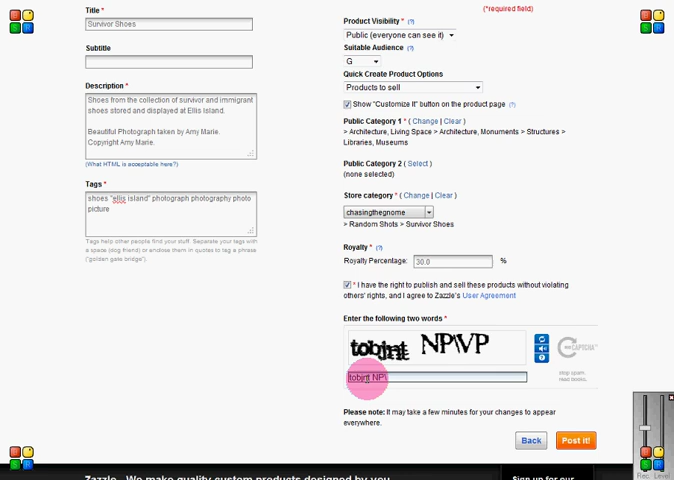 (*required field)
Title *
Survivor Shoes
Subtitle
Description *
Shoes from the collection of survivor and immigrant
shoes stored and displayed at Ellis Island.
Beautiful Photograph taken by Amy Marie.
Copyright Amy Marie.
(What HTML is acceptable here?)
Tags *
shoes "ellis island" photograph photography photo
picture
Tags help other people find your stuff. Separate your tags with
a space (dog friend) or enclose them in quotes to tag a phrase
("golden gate bridge").
Product Visibility * (?)
Public (everyone can see it)
Suitable Audience (?)
G
Quick Create Product Options
Products to sell
Show "Customize It" button on the product page (?)
Public Category 1 * (Change | Clear)
> Architecture, Living Space > Architecture, Monuments > Structures >
Libraries, Museums
Public Category 2 (Select)
(none selected)
Store category * (Change | Clear)
chasingthegnome
> Random Shots > Survivor Shoes
Royalty * (?)
Royalty Percentage: 30.0 %
* I have the right to publish and sell these products without violating
others' rights, and I agree to Zazzle's User Agreement
Enter the following two words *
stop spam.
read books.
Please note: It may take a few minutes for your changes to appear
everywhere.
Back Post it!
Zazzle - We make quality custom products designed by you
Sign up for our
Rec Level